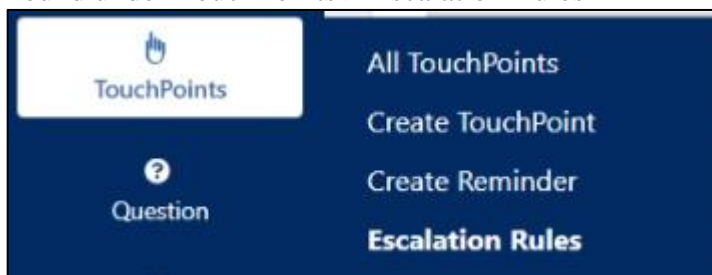 TouchPoints
Question
All TouchPoints
Create TouchPoint
Create Reminder
Escalation Rules